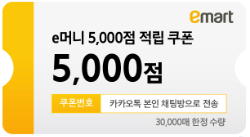 emart
e머니 5,000점 적립 쿠폰
5,000점
쿠폰번호 카카오톡 본인 채팅방으로 전송
30,000매 한정 수량